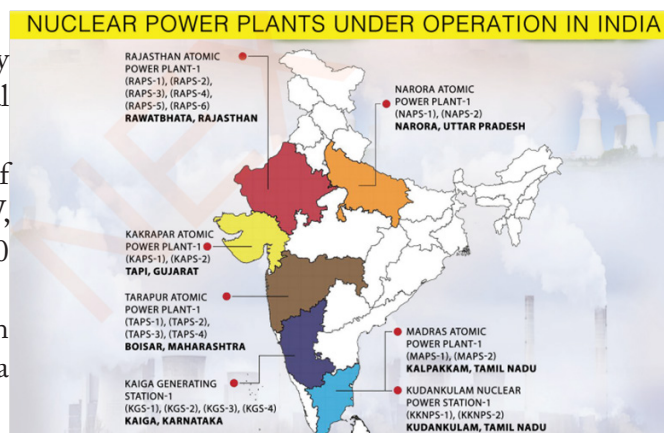 NUCLEAR POWER PLANTS UNDER OPERATION IN INDIA
RAJASTHAN ATOMIC
POWER PLANT-1
(RAPS-1), (RAPS-2),
(RAPS-3), (RAPS-4),
(RAPS-5), (RAPS-6)
RAWATBHATA, RAJASTHAN
NARORA ATOMIC
POWER PLANT-1
(NAPS-1), (NAPS-2)
NARORA, UTTAR PRADESH
KAKRAPAR ATOMIC
POWER PLANT-1
(KAPS-1), (KAPS-2)
TAPI, GUJARAT
TARAPUR ATOMIC
POWER PLANT-1
(TAPS-1), (TAPS-2),
(TAPS-3), (TAPS-4)
BOISAR, MAHARASHTRA
MADRAS ATOMIC
POWER PLANT-1
(MAPS-1), (MAPS-2)
KALPAKKAM, TAMIL NADU
KAIGA GENERATING
STATION-1
(KGS-1), (KGS-2), (KGS-3), (KGS-4)
KAIGA, KARNATAKA
KUDANKULAM NUCLEAR
POWER STATION-1
(KKNPS-1), (KKNPS-2)
KUDANKULAM, TAMIL NADU